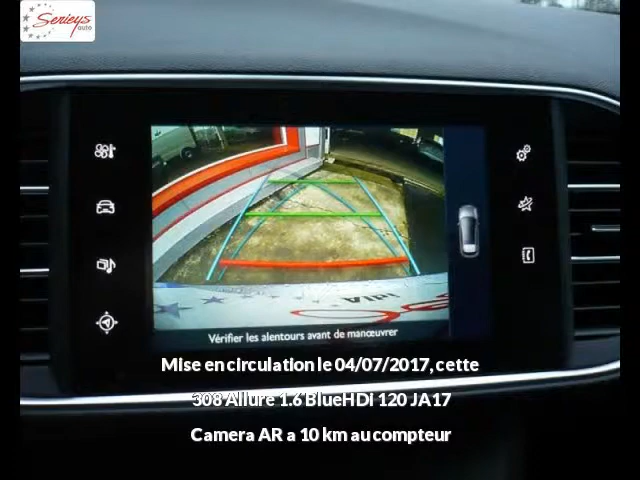 Serieys
auto
Vérifier les alentours avant de manœuvrer
Mise en circulation le 04/07/2017, cette
308 Allure 1.6 BlueHDi 120 JA17
Camera AR a 10 km au compteur